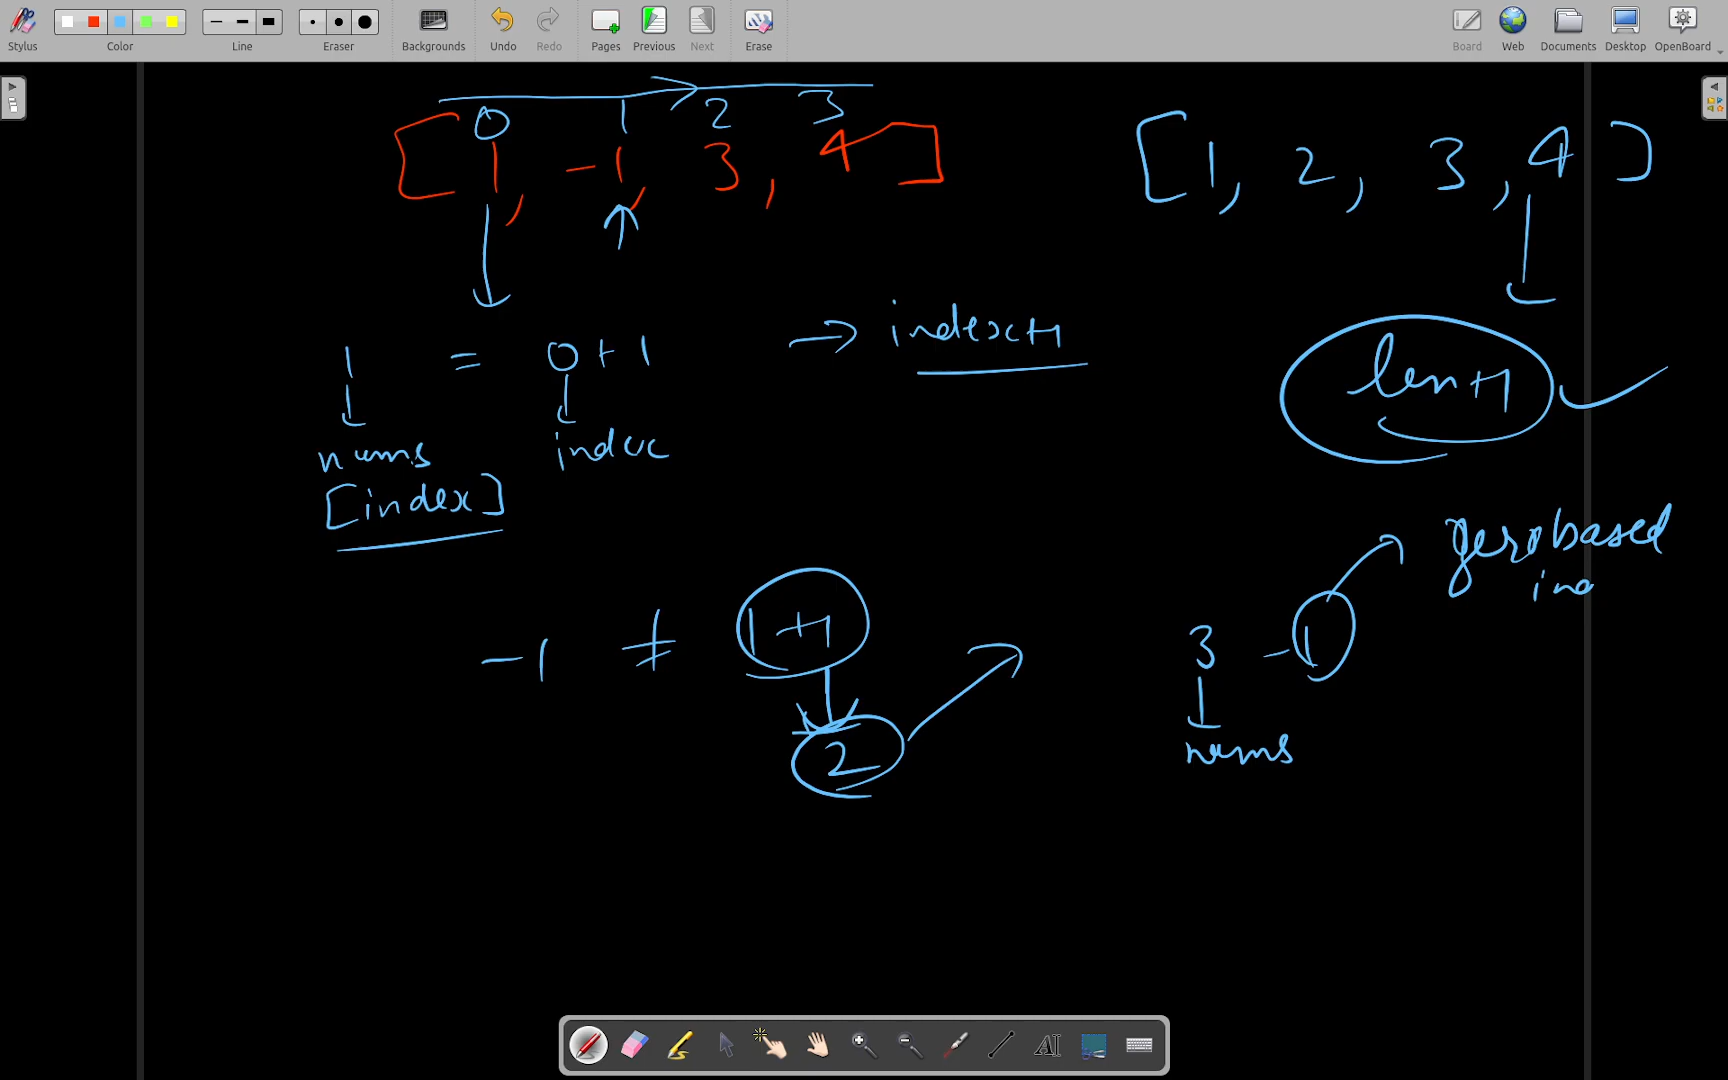 Stylus Color Line Eraser Backgrounds Undo Redo Pages Previous Next Erase Board Web Documents Desktop OpenBoard
0 1 2 3
[1, -1, 3, 4]
[1, 2, 3, 4]
1 = 0 + 1 → index+1
nums
[index]
index
len+1
zero based
ind
-1 ≠ 1+1
2
3 - 1
nums
AI